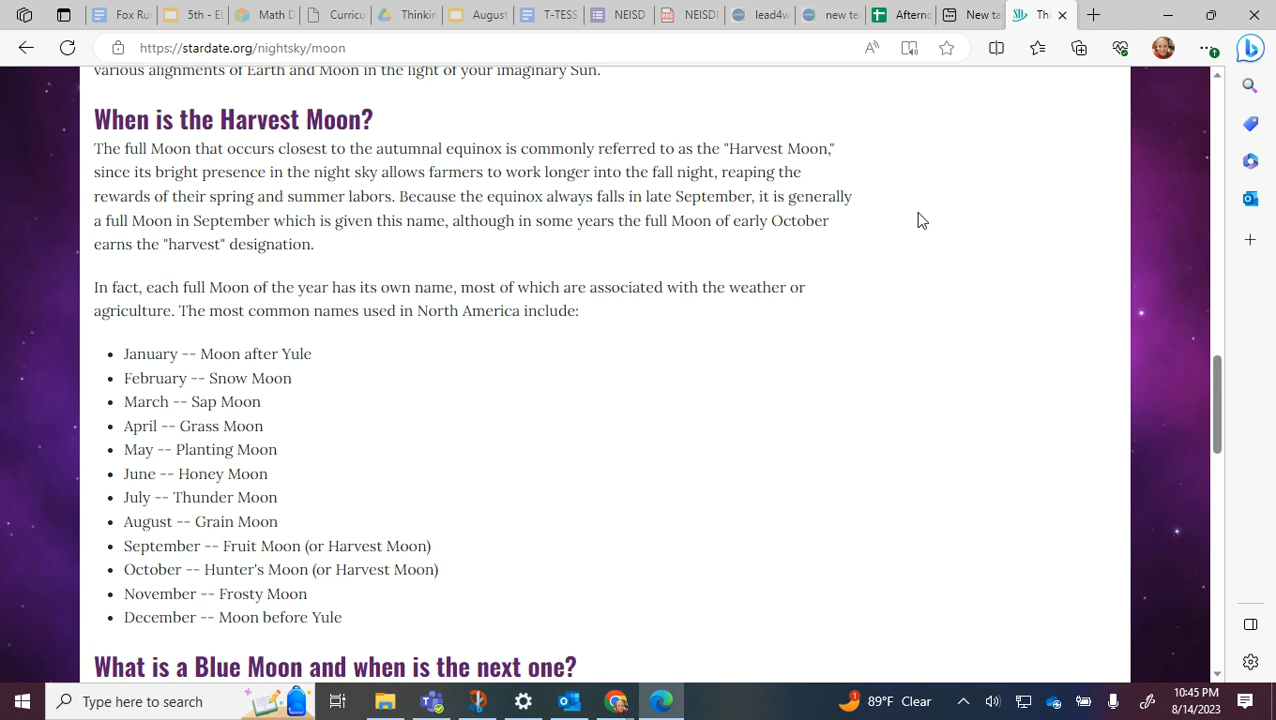 Fox Ru
5th - El
Math D
Curricu
Thinkin
August
T-TESS
NEISD
NEISDI
lead4w
new te
Afterno
New ta
Thi
https://stardate.org/nightsky/moon
various alignments of Earth and Moon in the light of your imaginary Sun.
When is the Harvest Moon?
The full Moon that occurs closest to the autumnal equinox is commonly referred to as the "Harvest Moon,"
since its bright presence in the night sky allows farmers to work longer into the fall night, reaping the
rewards of their spring and summer labors. Because the equinox always falls in late September, it is generally
a full Moon in September which is given this name, although in some years the full Moon of early October
earns the "harvest" designation.
In fact, each full Moon of the year has its own name, most of which are associated with the weather or
agriculture. The most common names used in North America include:
January -- Moon after Yule
February -- Snow Moon
March -- Sap Moon
April -- Grass Moon
May -- Planting Moon
June -- Honey Moon
July -- Thunder Moon
August -- Grain Moon
September -- Fruit Moon (or Harvest Moon)
October -- Hunter's Moon (or Harvest Moon)
November -- Frosty Moon
December -- Moon before Yule
What is a Blue Moon and when is the next one?
Type here to search
1
89°F Clear
10:45 PM
8/14/2023